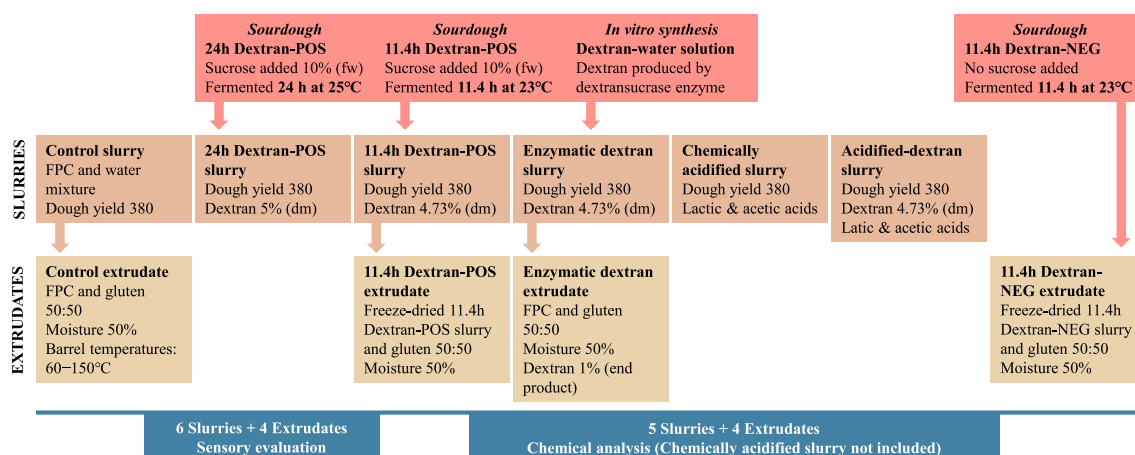 Sourdough
24h Dextran-POS
Sucrose added 10% (fw)
Fermented 24 h at 25°C
Sourdough
11.4h Dextran-POS
Sucrose added 10% (fw)
Fermented 11.4 h at 23°C
In vitro synthesis
Dextran-water solution
Dextran produced by
dextransucrase enzyme
Sourdough
11.4h Dextran-NEG
No sucrose added
Fermented 11.4 h at 23°C
SLURRIES
Control slurry
FPC and water
mixture
Dough yield 380
24h Dextran-POS
slurry
Dough yield 380
Dextran 5% (dm)
11.4h Dextran-POS
slurry
Dough yield 380
Dextran 4.73% (dm)
Enzymatic dextran
slurry
Dough yield 380
Dextran 4.73% (dm)
Chemically
acidified slurry
Dough yield 380
Lactic & acetic acids
Acidified-dextran
slurry
Dough yield 380
Dextran 4.73% (dm)
Latic & acetic acids
EXTRUDATES
Control extrudate
FPC and gluten
50:50
Moisture 50%
Barrel temperatures:
60−150°C
11.4h Dextran-POS
extrudate
Freeze-dried 11.4h
Dextran-POS slurry
and gluten 50:50
Moisture 50%
Enzymatic dextran
extrudate
FPC and gluten
50:50
Moisture 50%
Dextran 1% (end
product)
11.4h Dextran-
NEG extrudate
Freeze-dried 11.4h
Dextran-NEG slurry
and gluten 50:50
Moisture 50%
6 Slurries + 4 Extrudates
Sensory evaluation
5 Slurries + 4 Extrudates
Chemical analysis (Chemically acidified slurry not included)